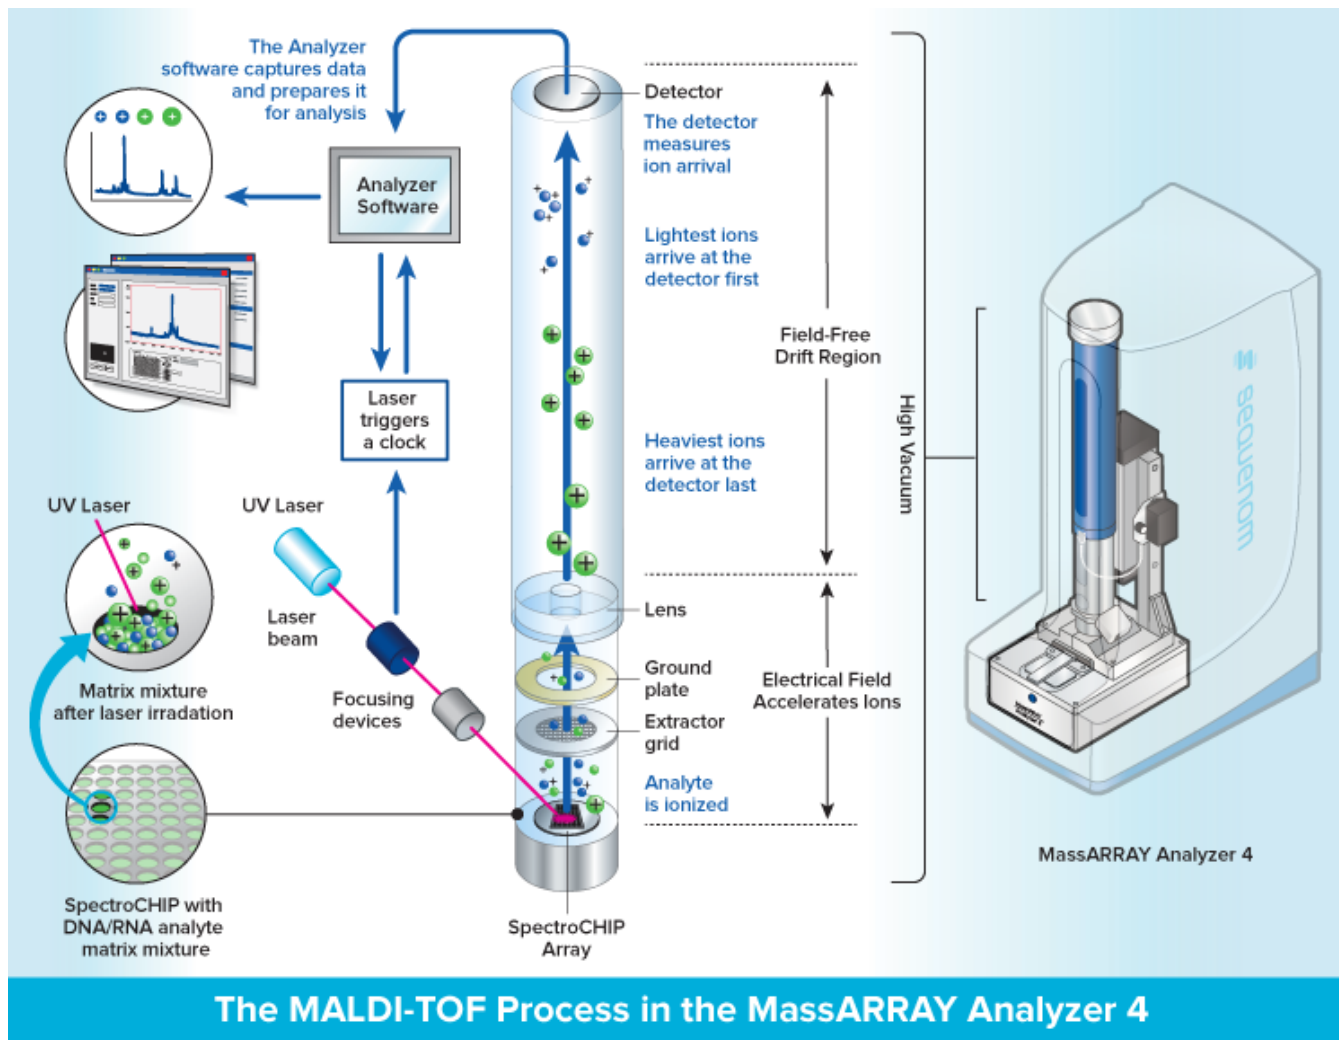 The Analyzer
software captures data
and prepares it
for analysis
Analyzer
Software
Laser
triggers
a clock
UV Laser
Matrix mixture
after laser irradation
SpectroCHIP with
DNA/RNA analyte
matrix mixture
UV Laser
Laser
beam
Focusing
devices
Detector
The detector
measures
ion arrival
Lightest ions
arrive at the
detector first
Heaviest ions
arrive at the
detector last
Lens
Ground
plate
Extractor
grid
Analyte
is ionized
SpectroCHIP
Array
Field-Free
Drift Region
Electrical Field
Accelerates Ions
High Vacuum
sequenom
MassARRAY Analyzer 4
The MALDI-TOF Process in the MassARRAY Analyzer 4